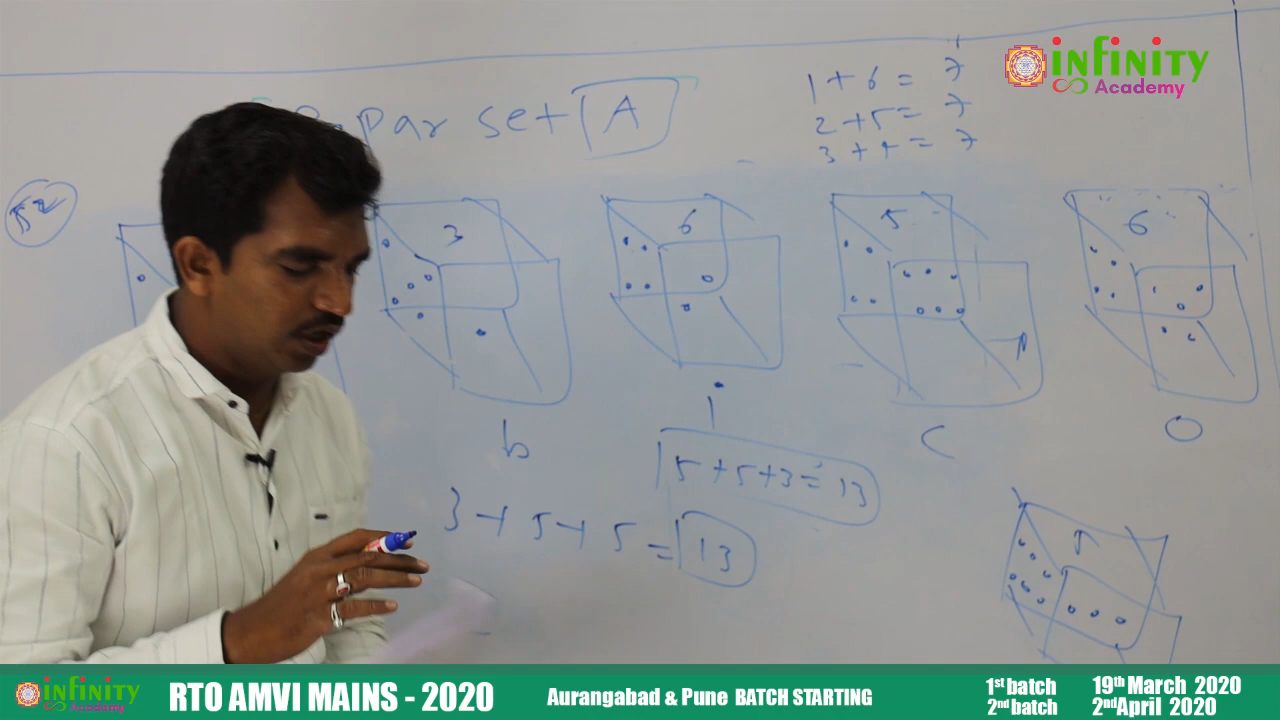 infinity
Academy
par set A
1 + 6 = 7
2 + 5 = 7
3 + 4 = 7
52
3
6
5
6
b
1
C
O
5 + 5 + 3 = 13
3 + 5 + 5 = 13
infinity
Academy
RTO AMVI MAINS - 2020
Aurangabad & Pune BATCH STARTING
1st batch 19th March 2020
2nd batch 2nd April 2020